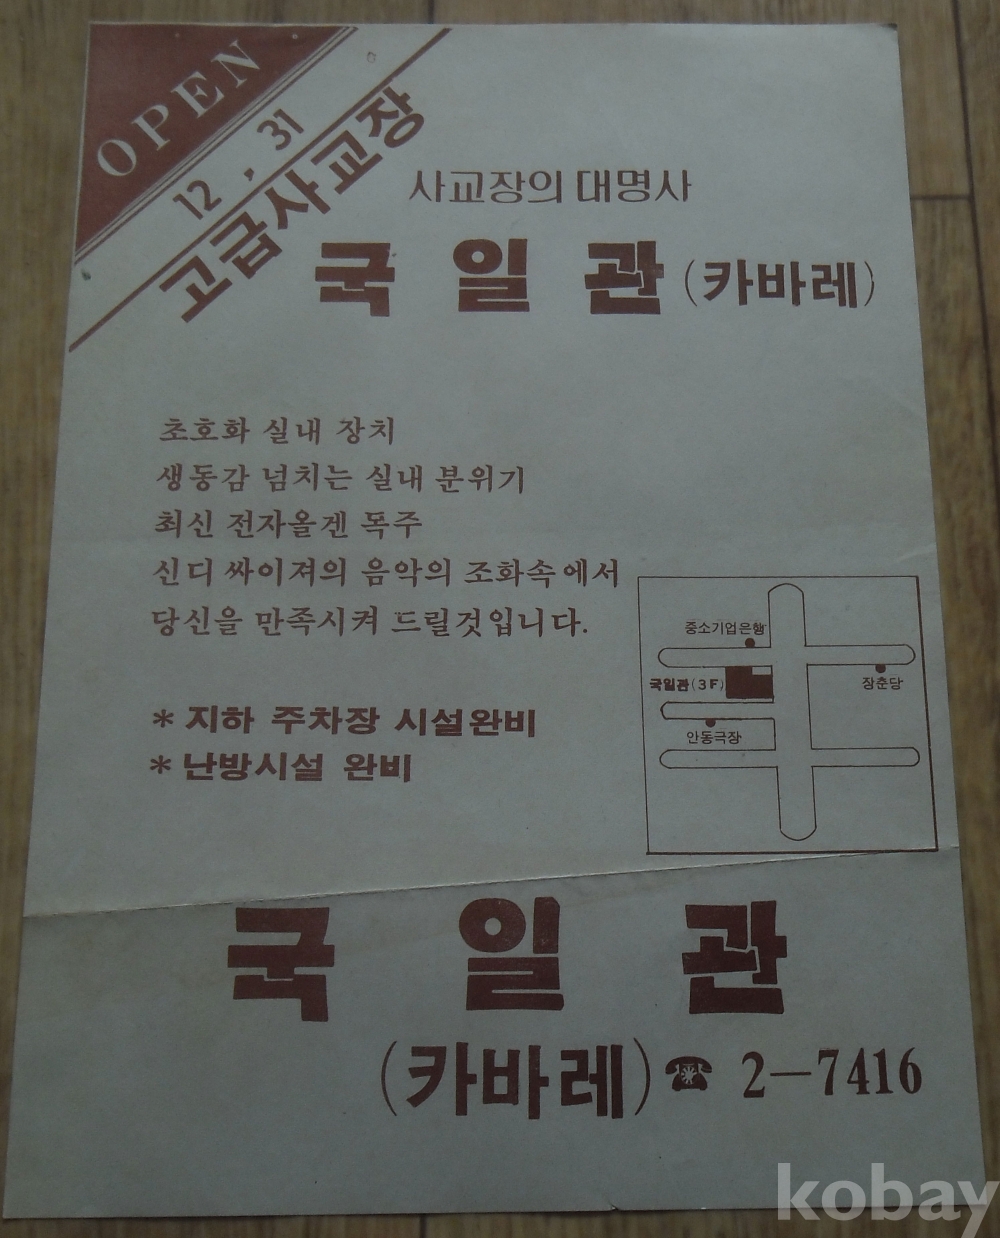 OPEN
12, 31
고급사교장
사교장의 대명사
국 일 관 (카바레)
초호화 실내 장치
생동감 넘치는 실내 분위기
최신 전자올겐 독주
신디 싸이져의 음악의 조화속에서
당신을 만족시켜 드릴것입니다.
* 지하 주차장 시설완비
* 난방시설 완비
중소기업은행
국일관(3F)
장춘당
안동극장
국 일 관
(카바레)☎ 2-7416
kobay